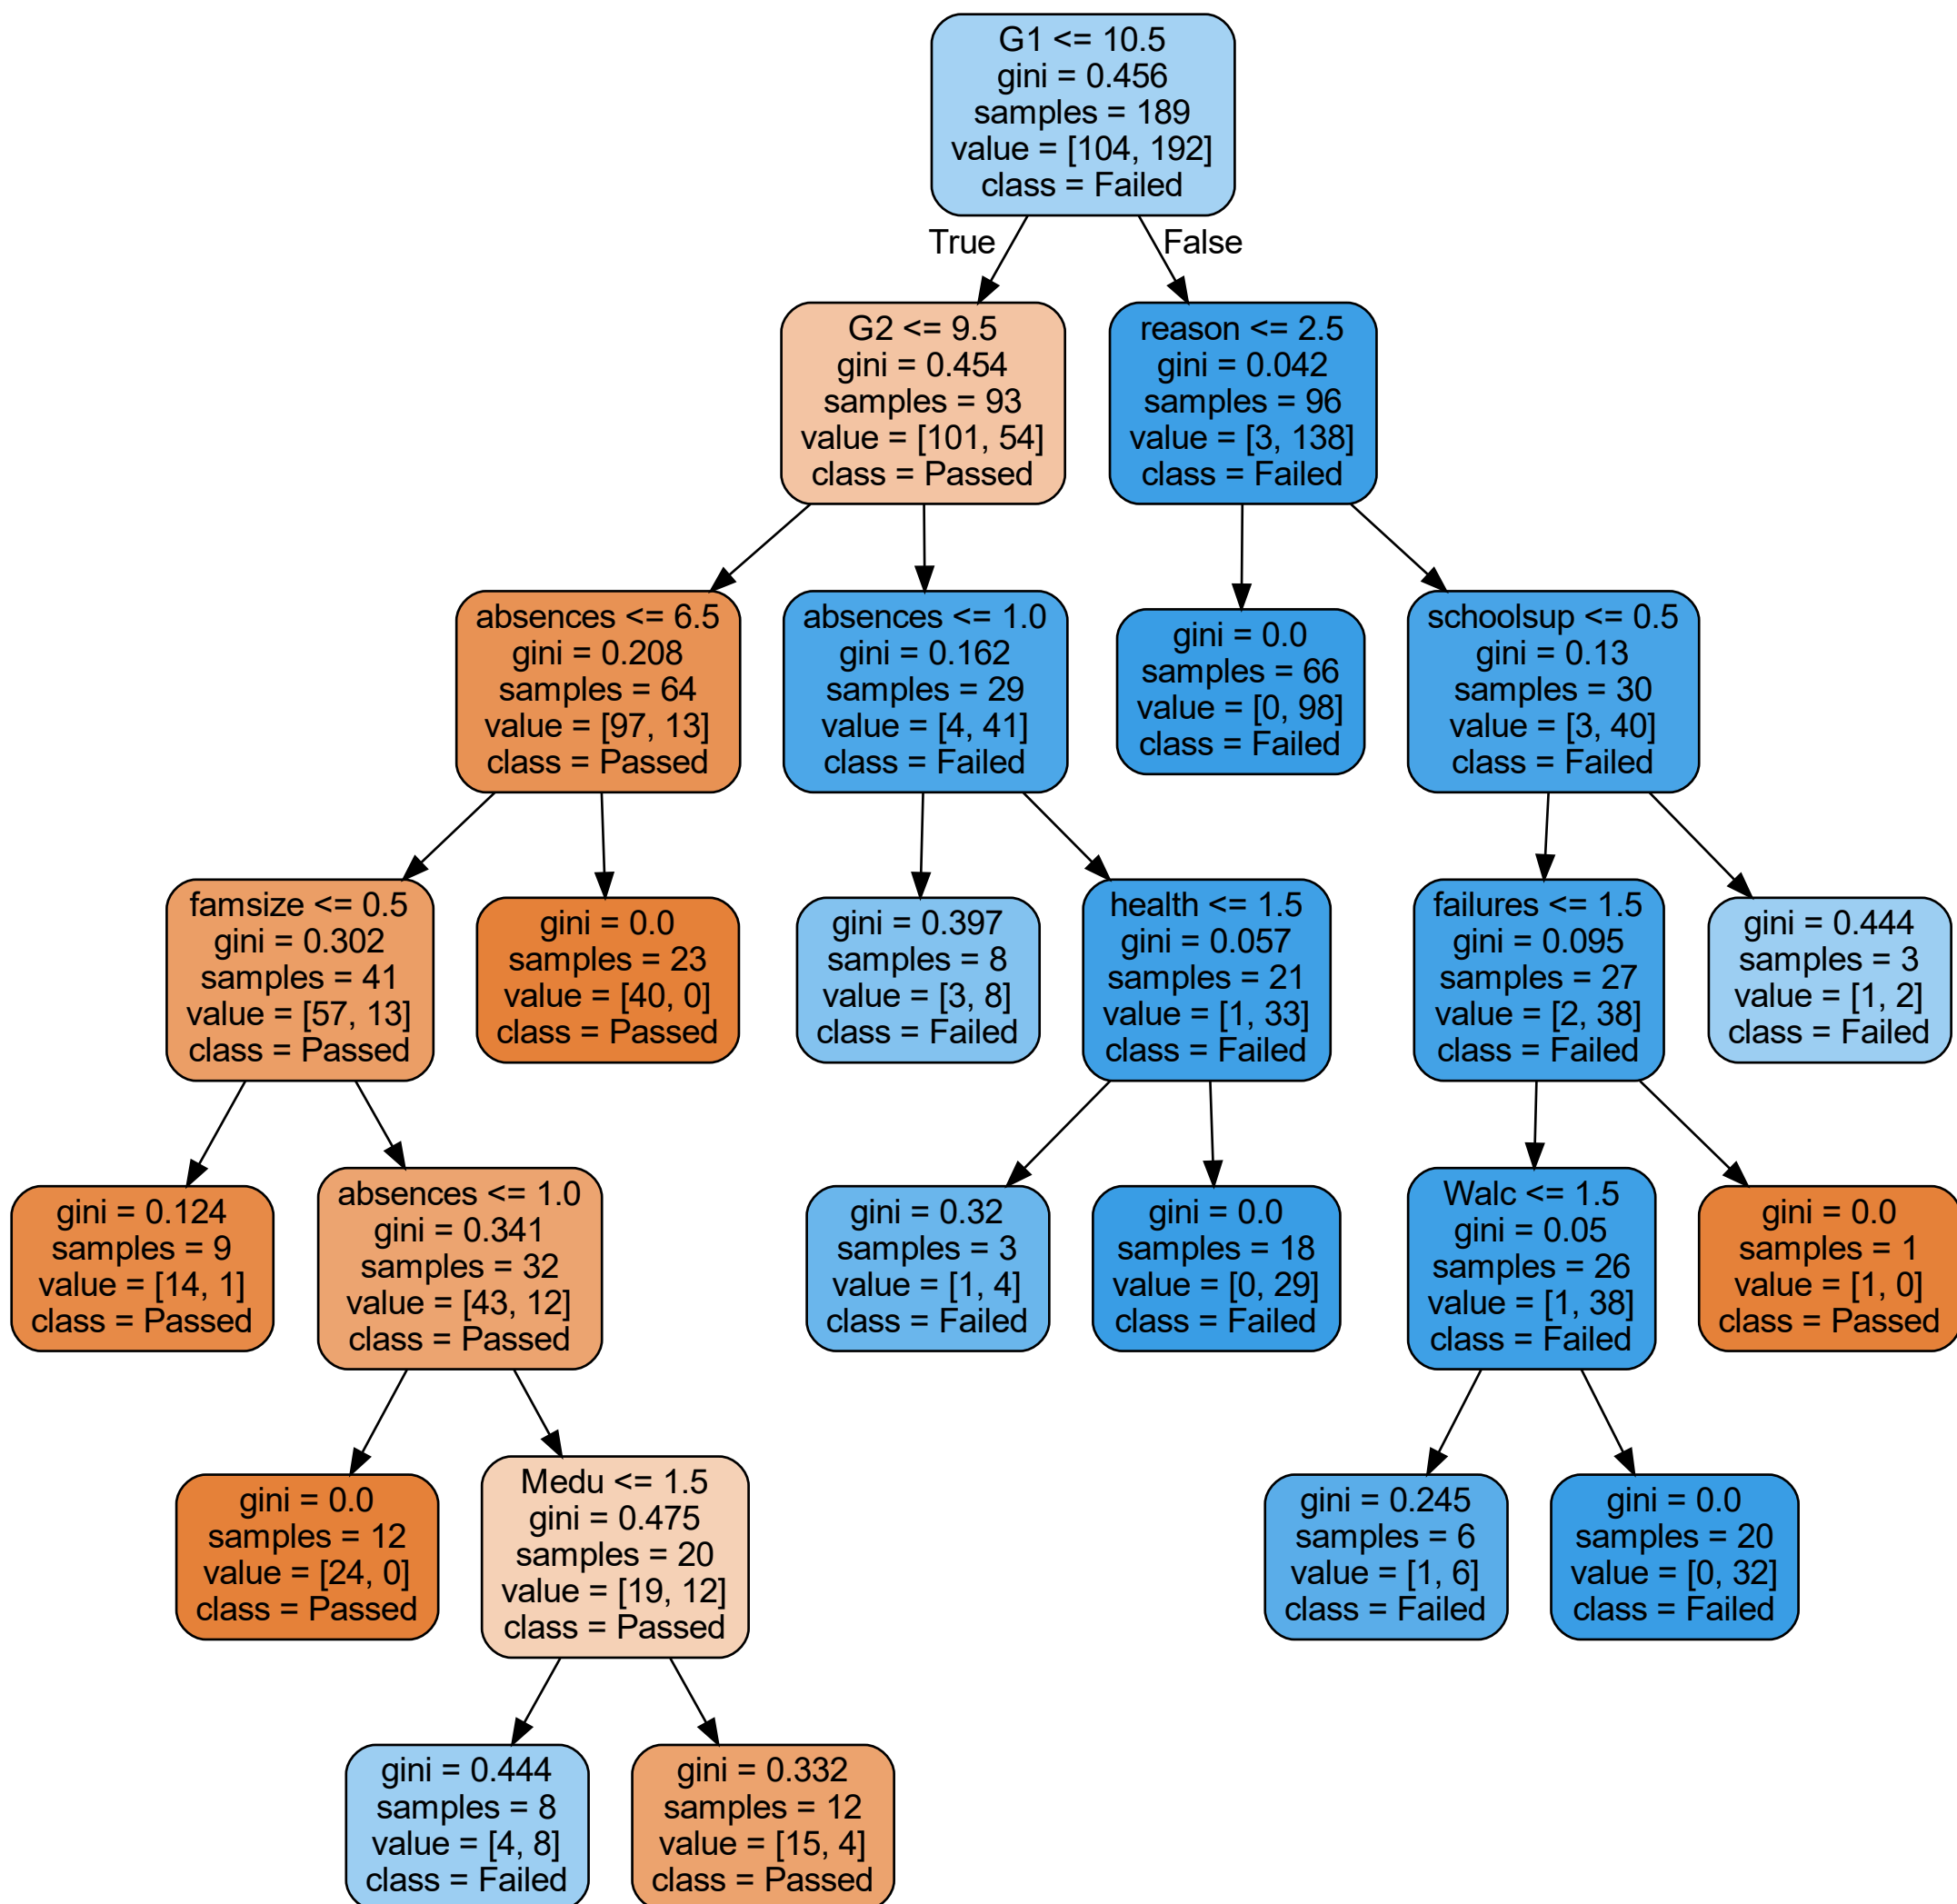 G1 <= 10.5
gini = 0.456
samples = 189
value = [104, 192]
class = Failed
True
False
G2 <= 9.5
gini = 0.454
samples = 93
value = [101, 54]
class = Passed
reason <= 2.5
gini = 0.042
samples = 96
value = [3, 138]
class = Failed
absences <= 6.5
gini = 0.208
samples = 64
value = [97, 13]
class = Passed
absences <= 1.0
gini = 0.162
samples = 29
value = [4, 41]
class = Failed
gini = 0.0
samples = 66
value = [0, 98]
class = Failed
schoolsup <= 0.5
gini = 0.13
samples = 30
value = [3, 40]
class = Failed
famsize <= 0.5
gini = 0.302
samples = 41
value = [57, 13]
class = Passed
gini = 0.0
samples = 23
value = [40, 0]
class = Passed
gini = 0.397
samples = 8
value = [3, 8]
class = Failed
health <= 1.5
gini = 0.057
samples = 21
value = [1, 33]
class = Failed
failures <= 1.5
gini = 0.095
samples = 27
value = [2, 38]
class = Failed
gini = 0.444
samples = 3
value = [1, 2]
class = Failed
gini = 0.124
samples = 9
value = [14, 1]
class = Passed
absences <= 1.0
gini = 0.341
samples = 32
value = [43, 12]
class = Passed
gini = 0.32
samples = 3
value = [1, 4]
class = Failed
gini = 0.0
samples = 18
value = [0, 29]
class = Failed
Walc <= 1.5
gini = 0.05
samples = 26
value = [1, 38]
class = Failed
gini = 0.0
samples = 1
value = [1, 0]
class = Passed
gini = 0.0
samples = 12
value = [24, 0]
class = Passed
Medu <= 1.5
gini = 0.475
samples = 20
value = [19, 12]
class = Passed
gini = 0.245
samples = 6
value = [1, 6]
class = Failed
gini = 0.0
samples = 20
value = [0, 32]
class = Failed
gini = 0.444
samples = 8
value = [4, 8]
class = Failed
gini = 0.332
samples = 12
value = [15, 4]
class = Passed